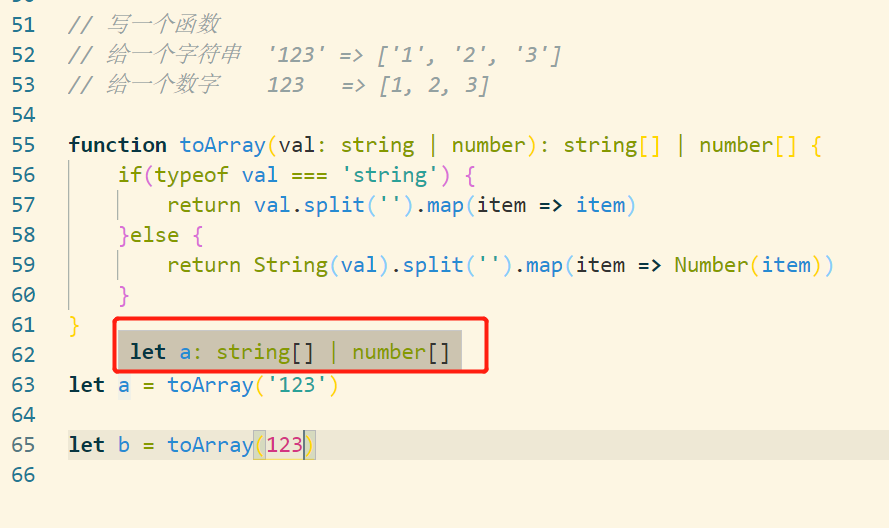 51 // 写一个函数
52 // 给一个字符串 '123' => ['1', '2', '3']
53 // 给一个数字 123 => [1, 2, 3]
54
55 function toArray(val: string | number): string[] | number[] {
56 if(typeof val === 'string') {
57 return val.split('').map(item => item)
58 }else {
59 return String(val).split('').map(item => Number(item))
60 }
61 }
62 let a: string[] | number[]
63 let a = toArray('123')
64
65 let b = toArray(123)
66